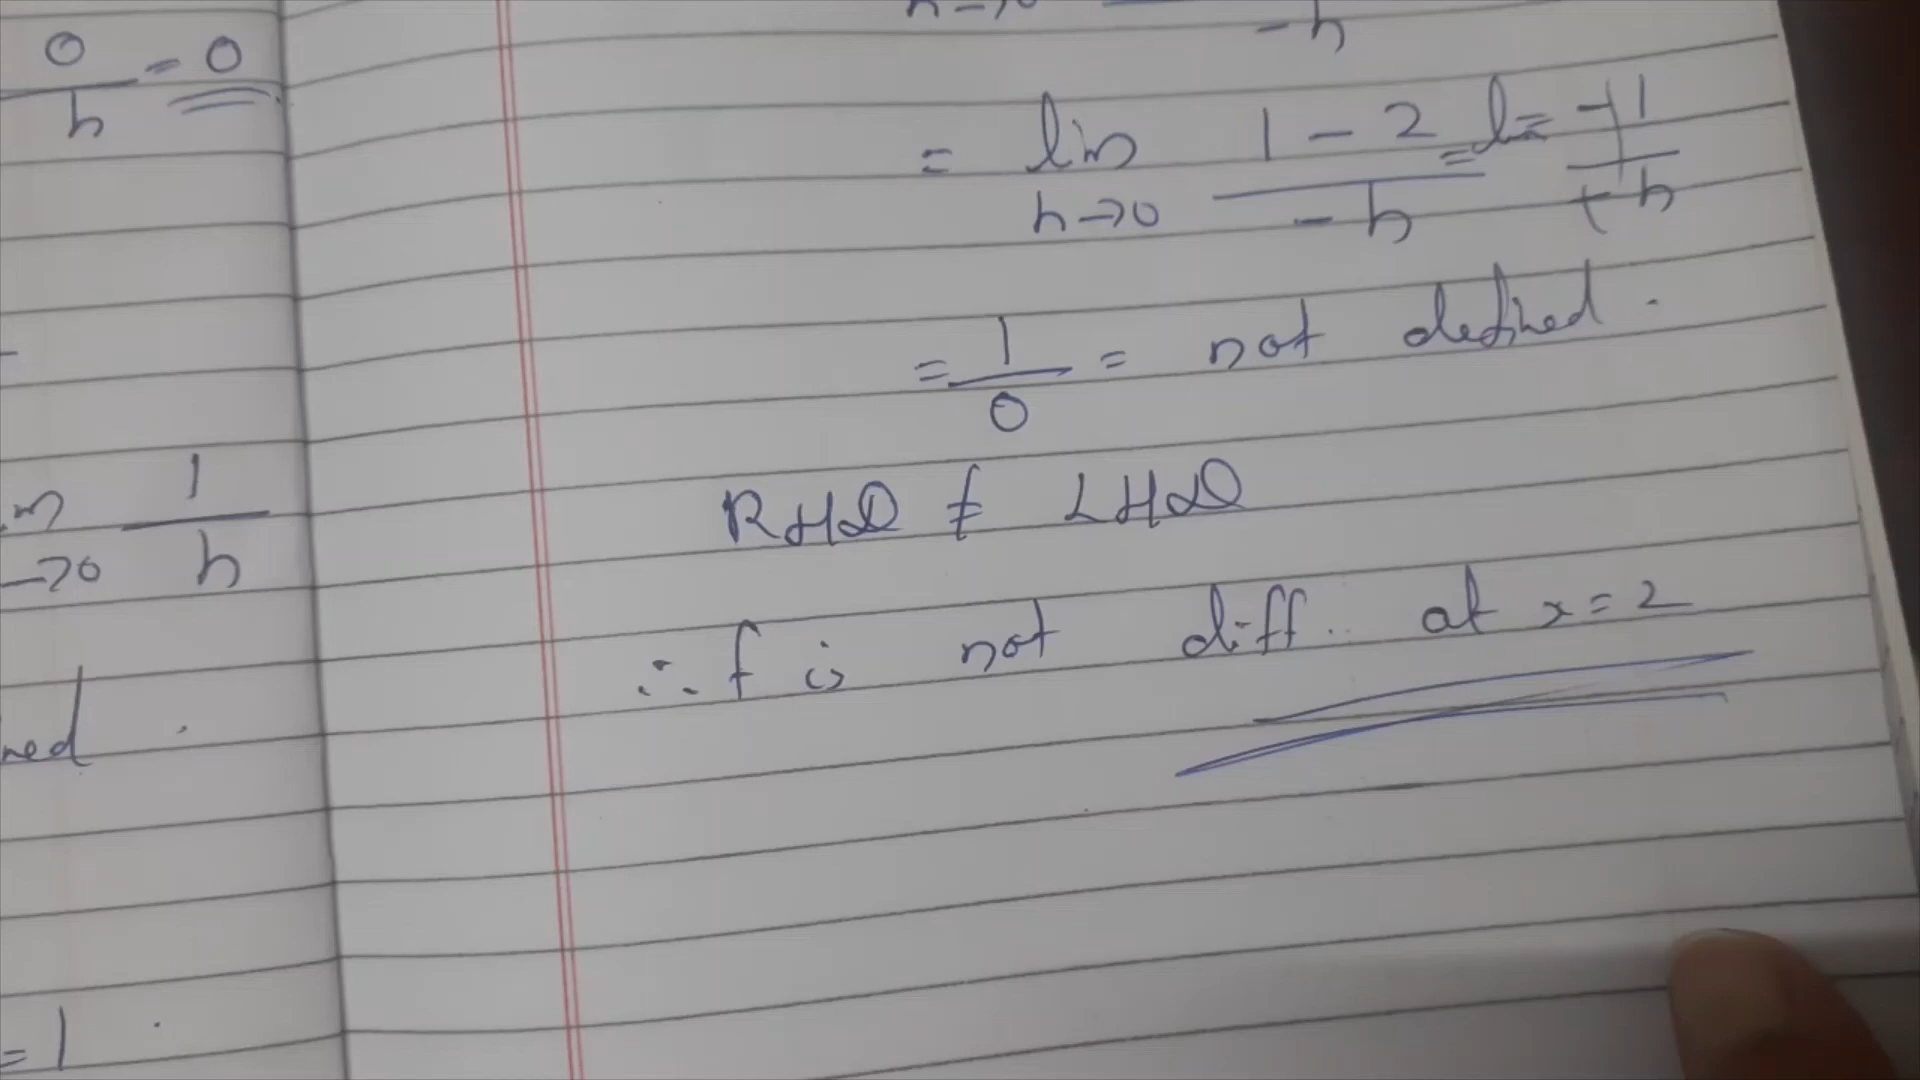 0/h = 0
1/h
→0
ned
= 1
-h
= lim h→0 (1 - 2)/(-h) = l = -1/-h
= 1/0 = not defined.
RHD ≠ LHD
∴ f is not diff. at x = 2